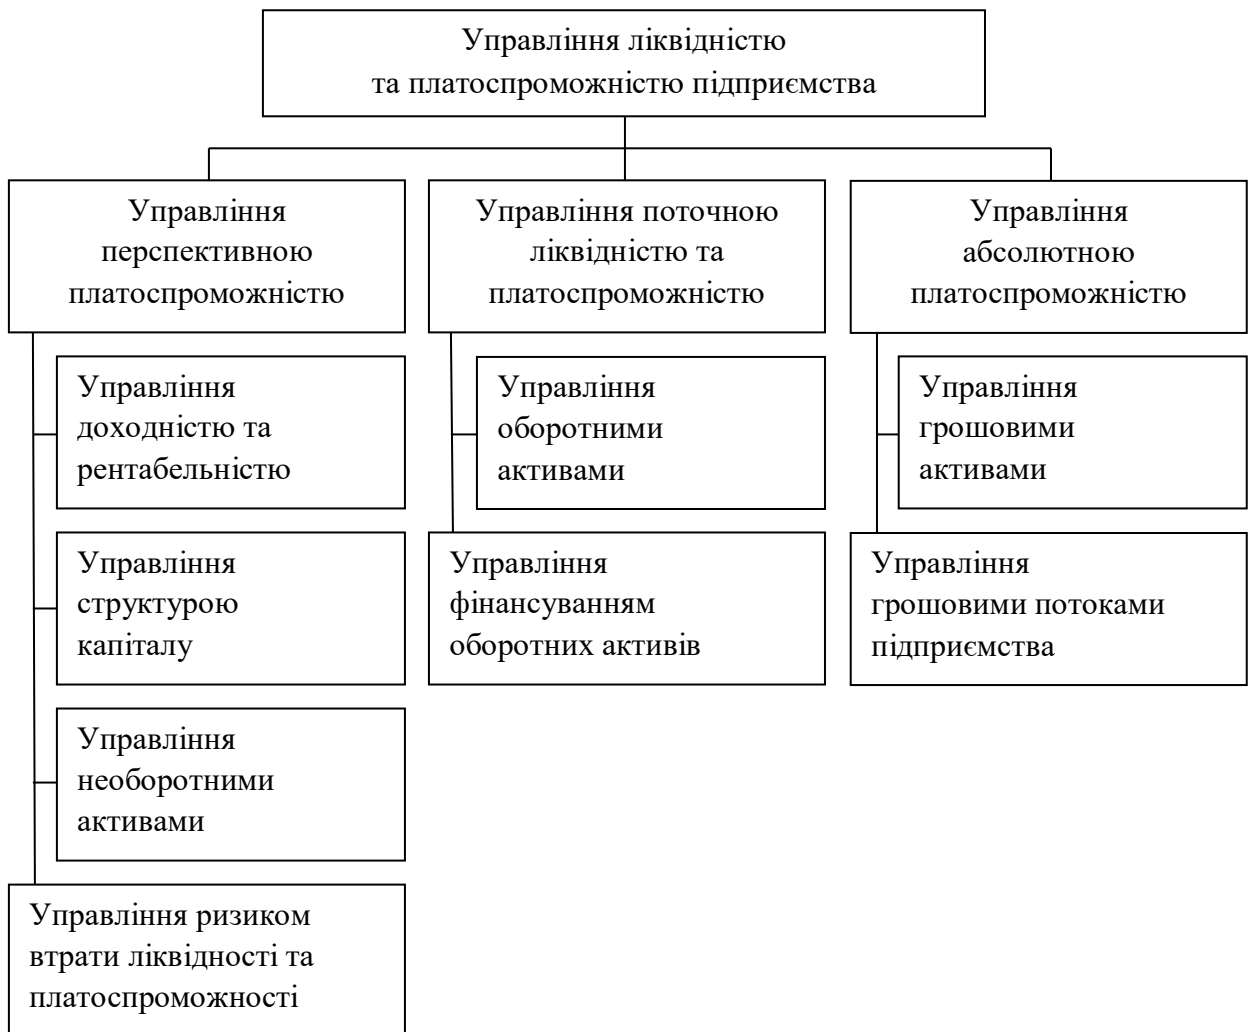 Управління ліквідністю
та платоспроможністю підприємства
Управління
перспективною
платоспроможністю
Управління поточною
ліквідністю та
платоспроможністю
Управління
абсолютною
платоспроможністю
Управління
доходністю та
рентабельністю
Управління
оборотними
активами
Управління
грошовими
активами
Управління
структурою
капіталу
Управління
фінансуванням
оборотних активів
Управління
грошовими потоками
підприємства
Управління
необоротними
активами
Управління ризиком
втрати ліквідності та
платоспроможності